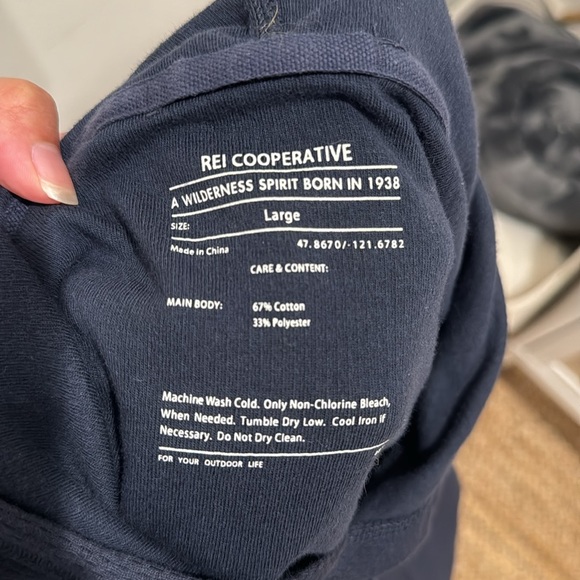 REI COOPERATIVE
A WILDERNESS SPIRIT BORN IN 1938
SIZE: Large
Made in China 47.8670/-121.6782
CARE & CONTENT:
MAIN BODY: 67% Cotton
33% Polyester
Machine Wash Cold. Only Non-Chlorine Bleach,
When Needed. Tumble Dry Low. Cool Iron if
Necessary. Do Not Dry Clean.
FOR YOUR OUTDOOR LIFE